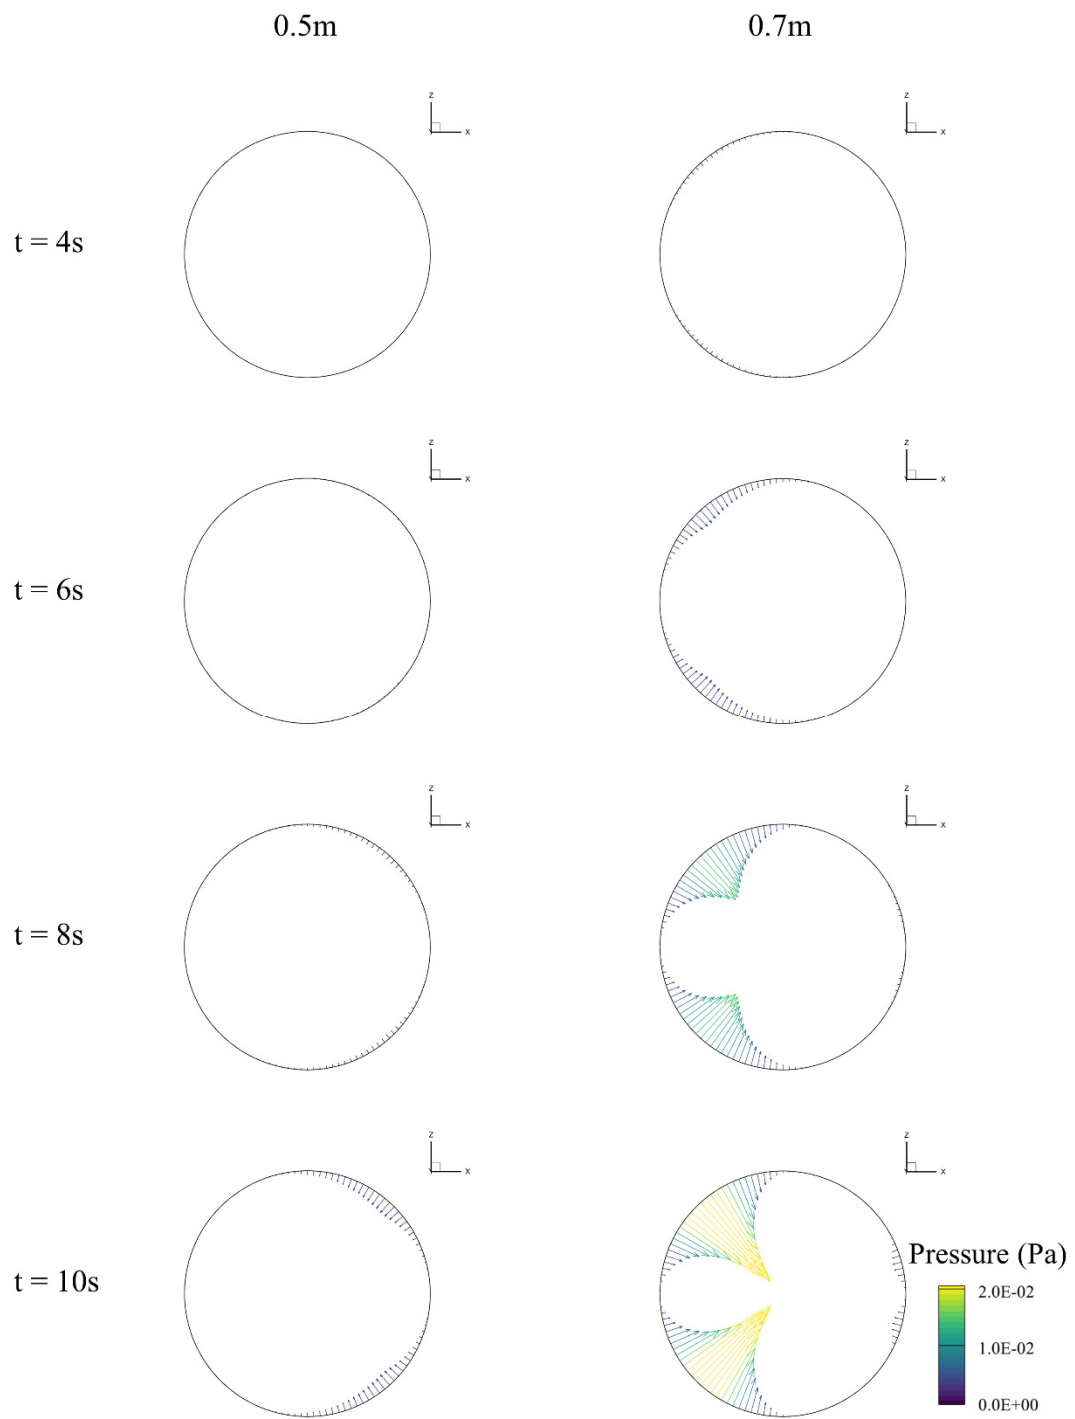 0.5m 0.7m
z z
x x
t = 4s
z z
x x
t = 6s
z z
x x
t = 8s
z z
x x
t = 10s
Pressure (Pa)
2.0E-02
1.0E-02
0.0E+00